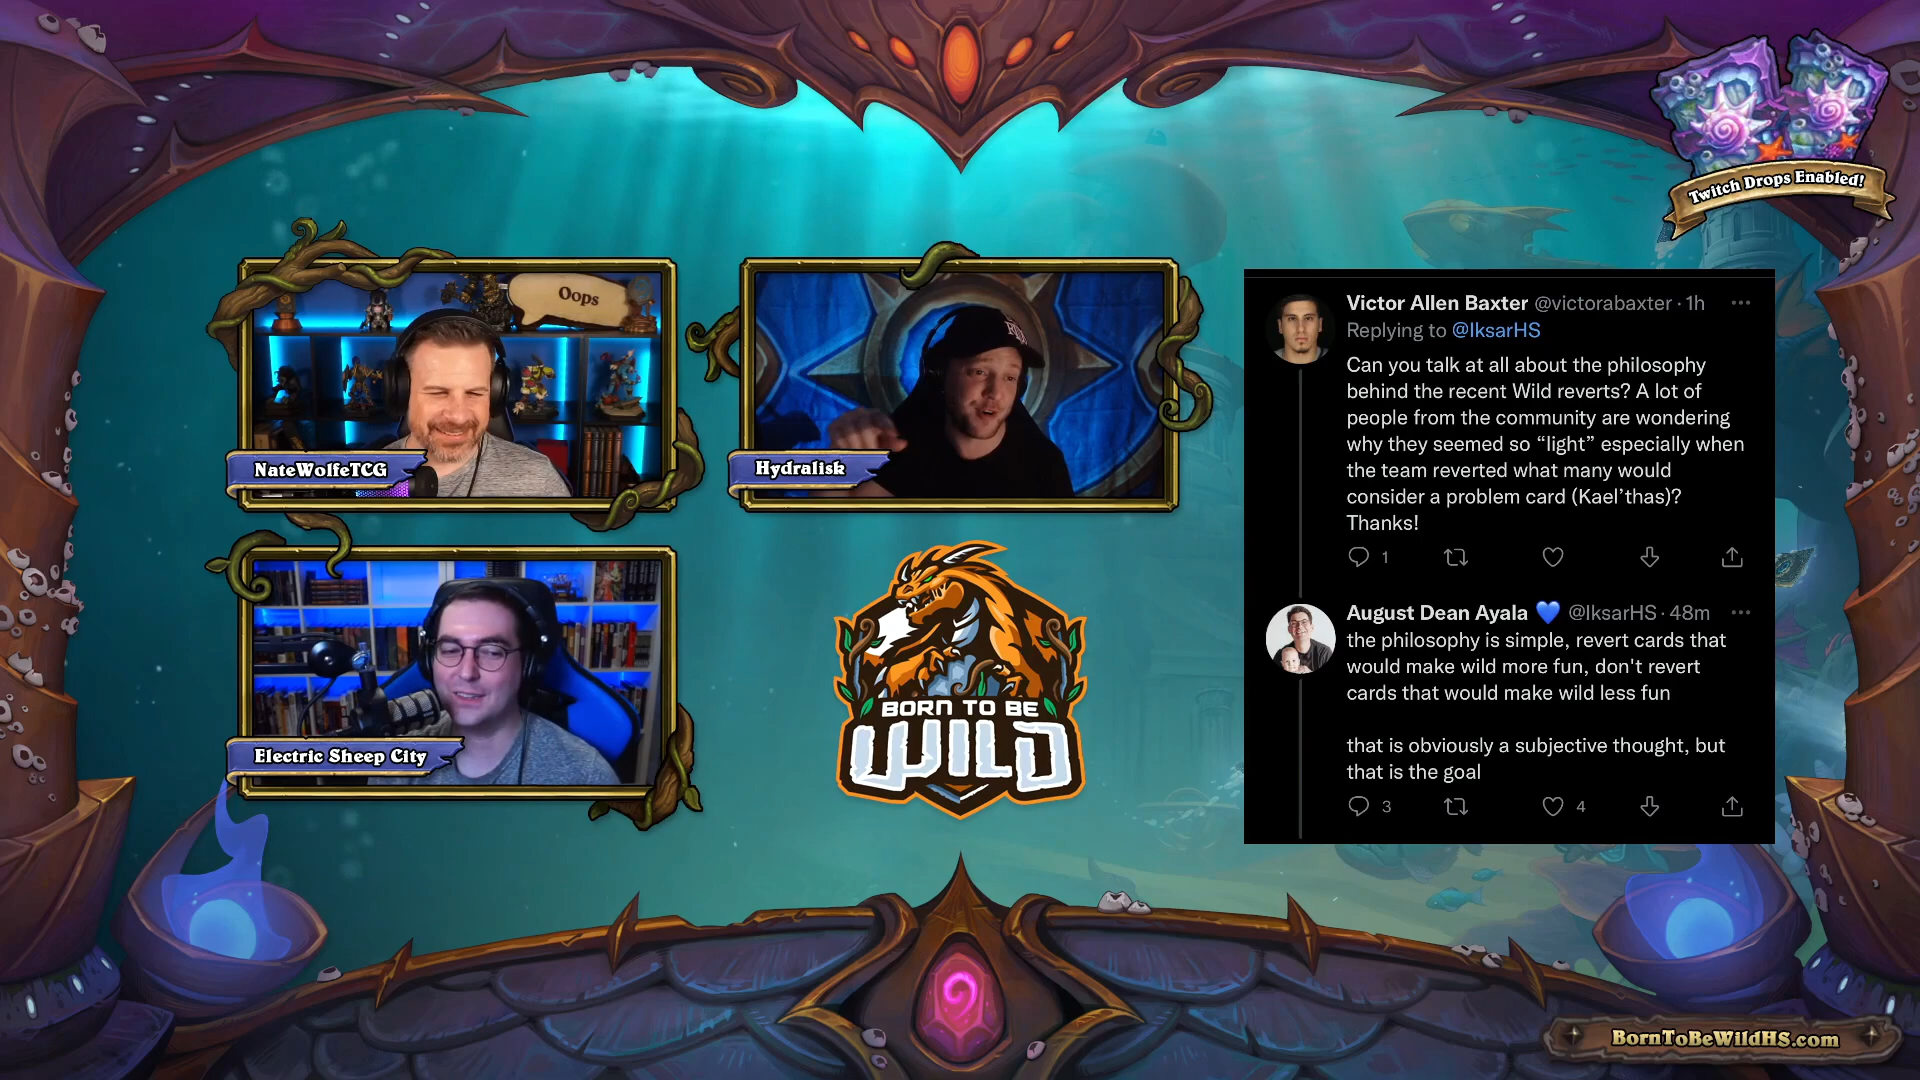 Twitch Drops Enabled!
Oops
NateWolfeTCG
Hydralisk
Electric Sheep City
BORN TO BE
WILD
Victor Allen Baxter @victorabaxter · 1h
Replying to @IksarHS
Can you talk at all about the philosophy
behind the recent Wild reverts? A lot of
people from the community are wondering
why they seemed so “light” especially when
the team reverted what many would
consider a problem card (Kael’thas)?
Thanks!
1
August Dean Ayala 💙 @IksarHS · 48m
the philosophy is simple, revert cards that
would make wild more fun, don't revert
cards that would make wild less fun
that is obviously a subjective thought, but
that is the goal
3 4
BornToBeWildHS.com